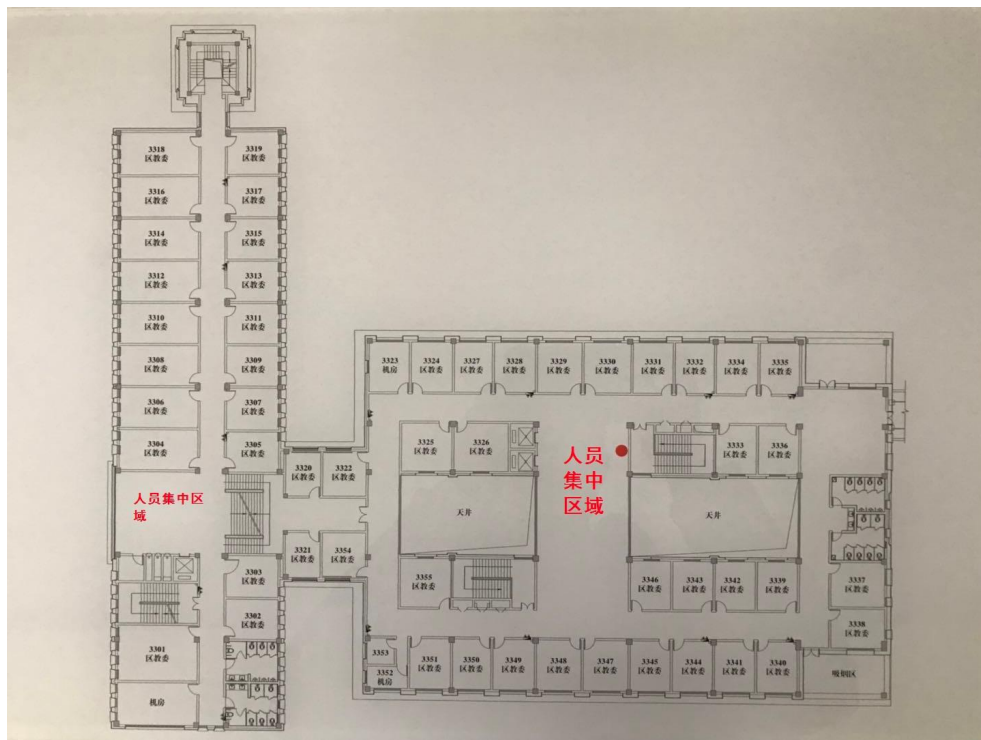 3318
区教委
3319
区教委
3316
区教委
3317
区教委
3314
区教委
3315
区教委
3312
区教委
3313
区教委
3310
区教委
3311
区教委
3308
区教委
3309
区教委
3306
区教委
3307
区教委
3304
区教委
3305
区教委
人员集中区
域
3303
区教委
3302
区教委
3301
区教委
机房
3320
区教委
3322
区教委
3321
区教委
3354
区教委
3323
机房
3324
区教委
3327
区教委
3328
区教委
3329
区教委
3330
区教委
3331
区教委
3332
区教委
3334
区教委
3335
区教委
3325
区教委
3326
区教委
人员
集中
区域
3333
区教委
3336
区教委
天井
天井
3355
区教委
3346
区教委
3343
区教委
3342
区教委
3339
区教委
3337
区教委
3338
区教委
3353
3352
机房
3351
区教委
3350
区教委
3349
区教委
3348
区教委
3347
区教委
3345
区教委
3344
区教委
3341
区教委
3340
区教委
吸烟区